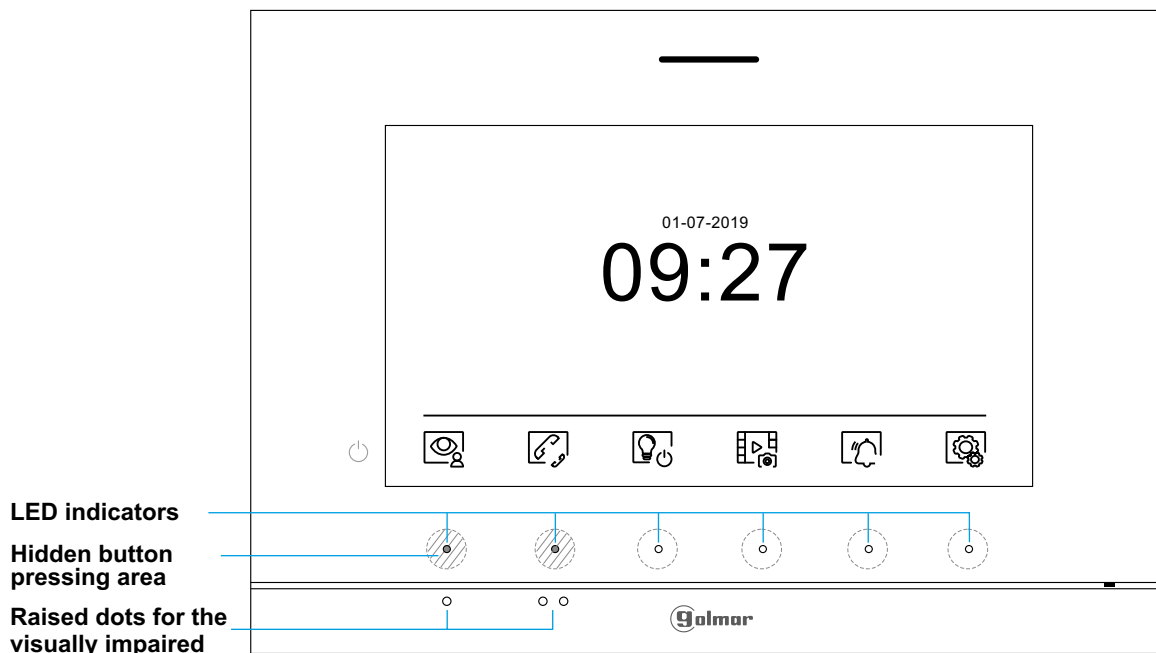 01-07-2019
09:27
LED indicators
Hidden button
pressing area
Raised dots for the
visually impaired
golmar